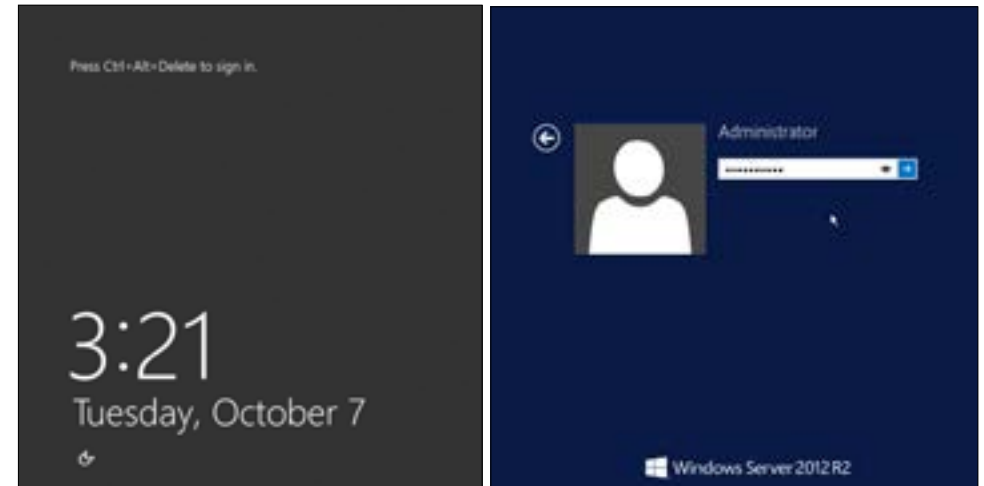 Press Ctrl+Alt+Delete to sign in.
3:21
Tuesday, October 7
Administrator
Windows Server 2012 R2